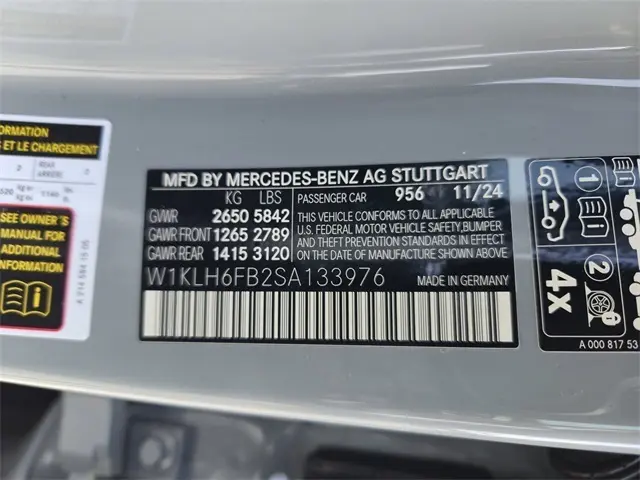 ORMATION
S ET LE CHARGEMENT
SEE OWNER'S
MANUAL FOR
ADDITIONAL
INFORMATION
MFD BY MERCEDES-BENZ AG STUTTGART
KG LBS PASSENGER CAR 956 11/24
GVWR 2650 5842 THIS VEHICLE CONFORMS TO ALL APPLICABLE
GAWR FRONT 1265 2789 U.S. FEDERAL MOTOR VEHICLE SAFETY,BUMPER
GAWR REAR 1415 3120 AND THEFT PREVENTION STANDARDS IN EFFECT
ON THE DATE OF MANUFACTURE SHOWN ABOVE
W1KLH6FB2SA133976 MADE IN GERMANY
1
2
4x
A 000 817 53